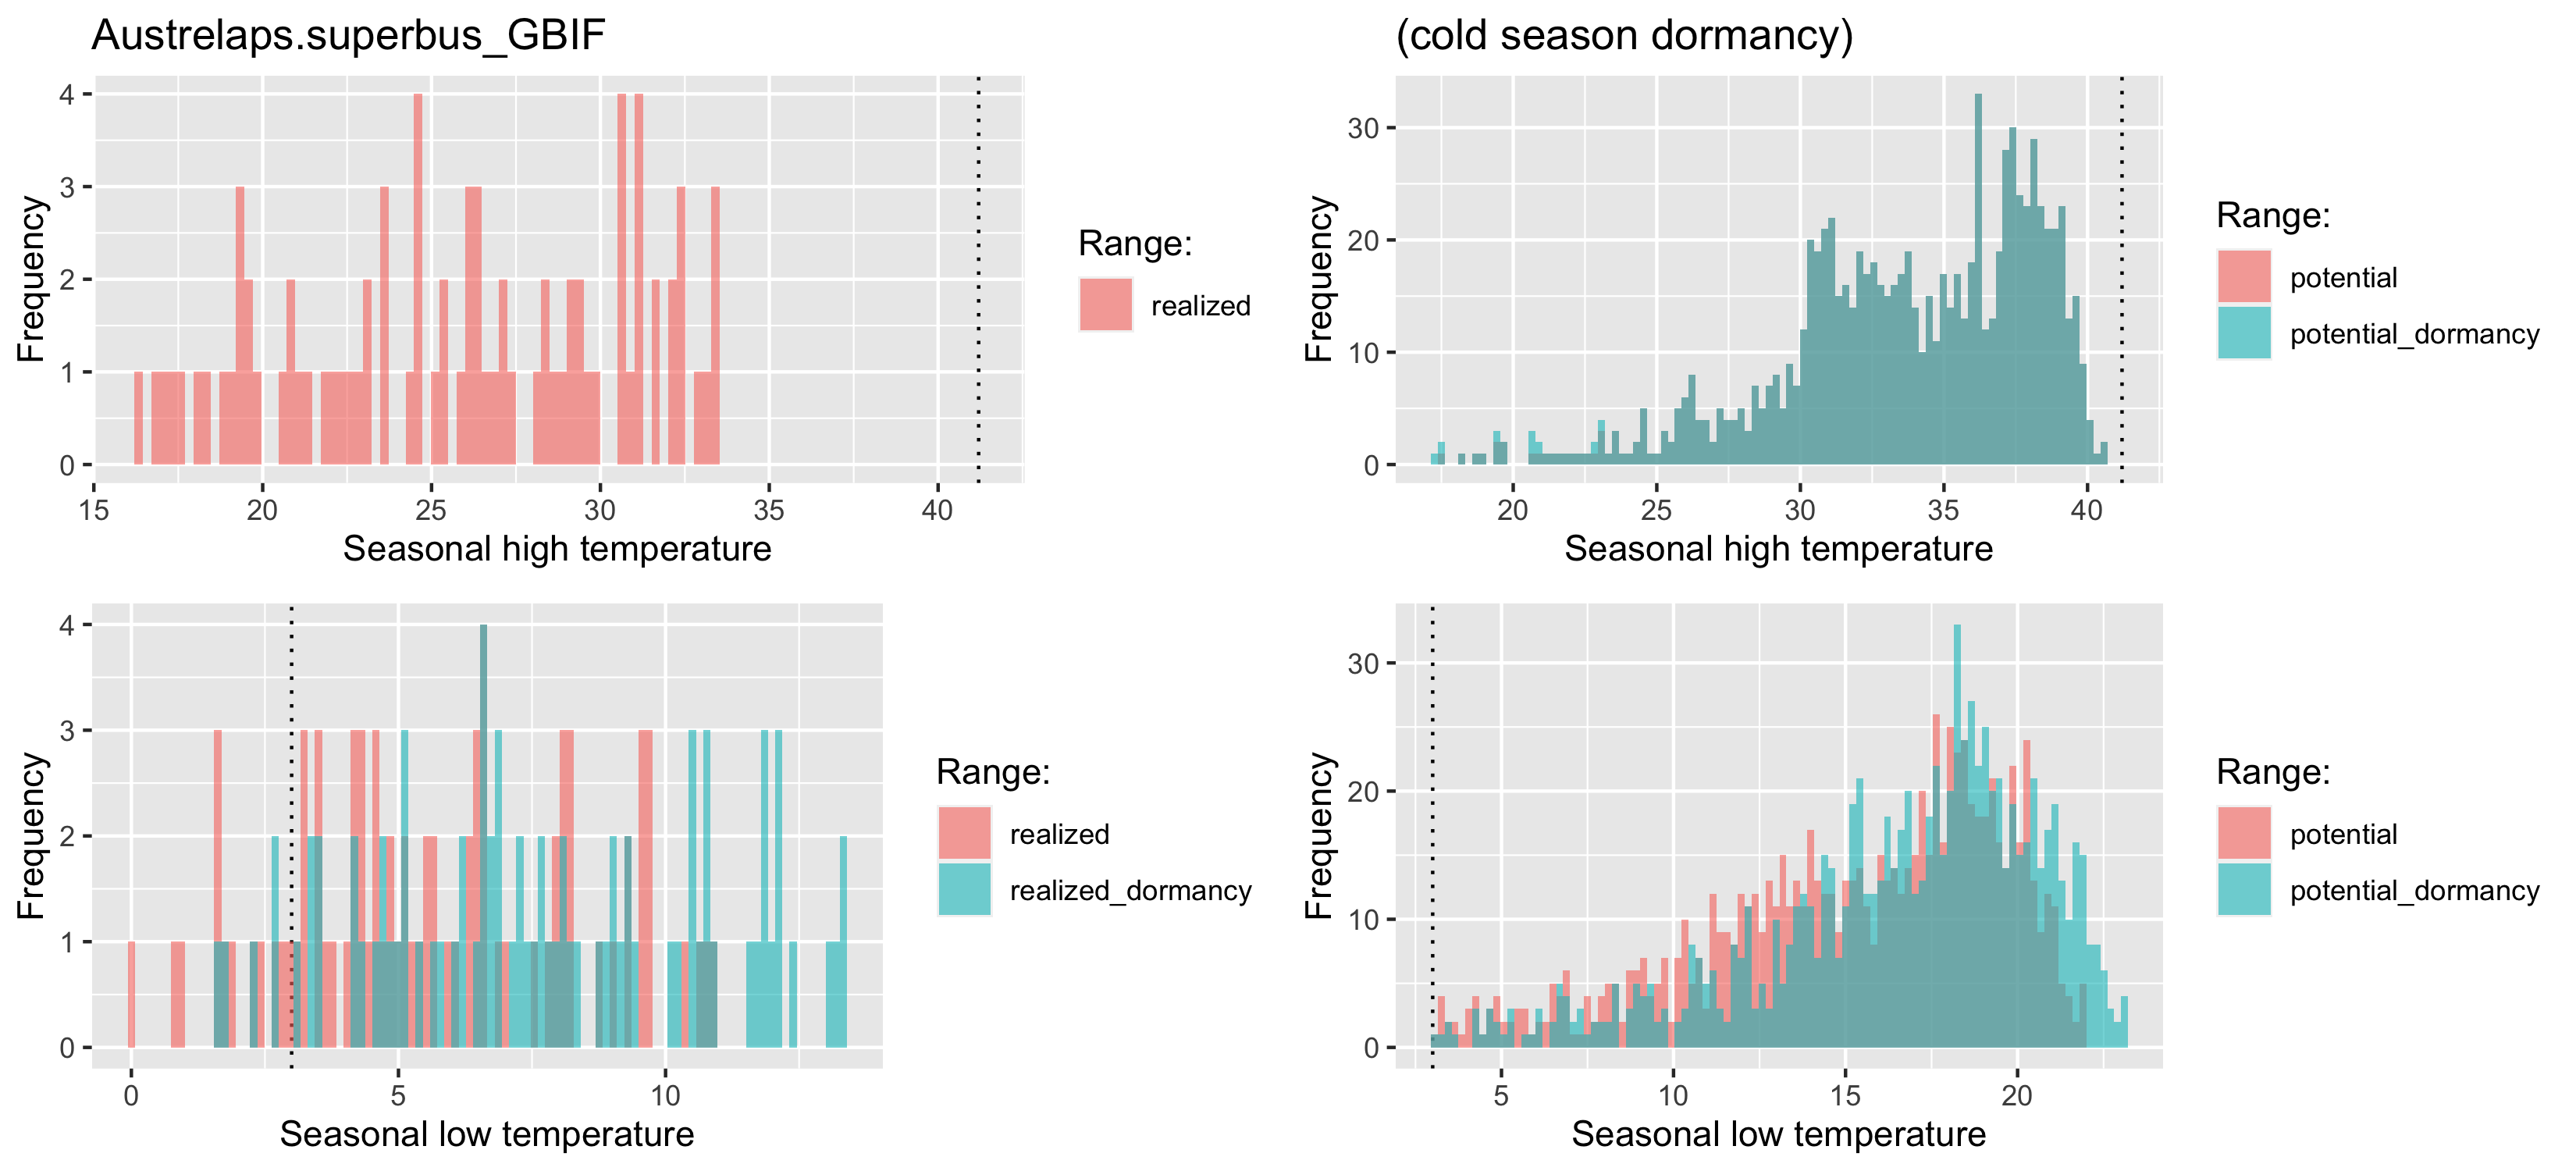 Austrelaps.superbus_GBIF
(cold season dormancy)
Frequency
4
3
2
1
0
15 20 25 30 35 40
Seasonal high temperature
Range:
realized
Frequency
30
20
10
0
20 25 30 35 40
Seasonal high temperature
Range:
potential
potential_dormancy
Frequency
4
3
2
1
0
0 5 10
Seasonal low temperature
Range:
realized
realized_dormancy
Frequency
30
20
10
0
5 10 15 20
Seasonal low temperature
Range:
potential
potential_dormancy